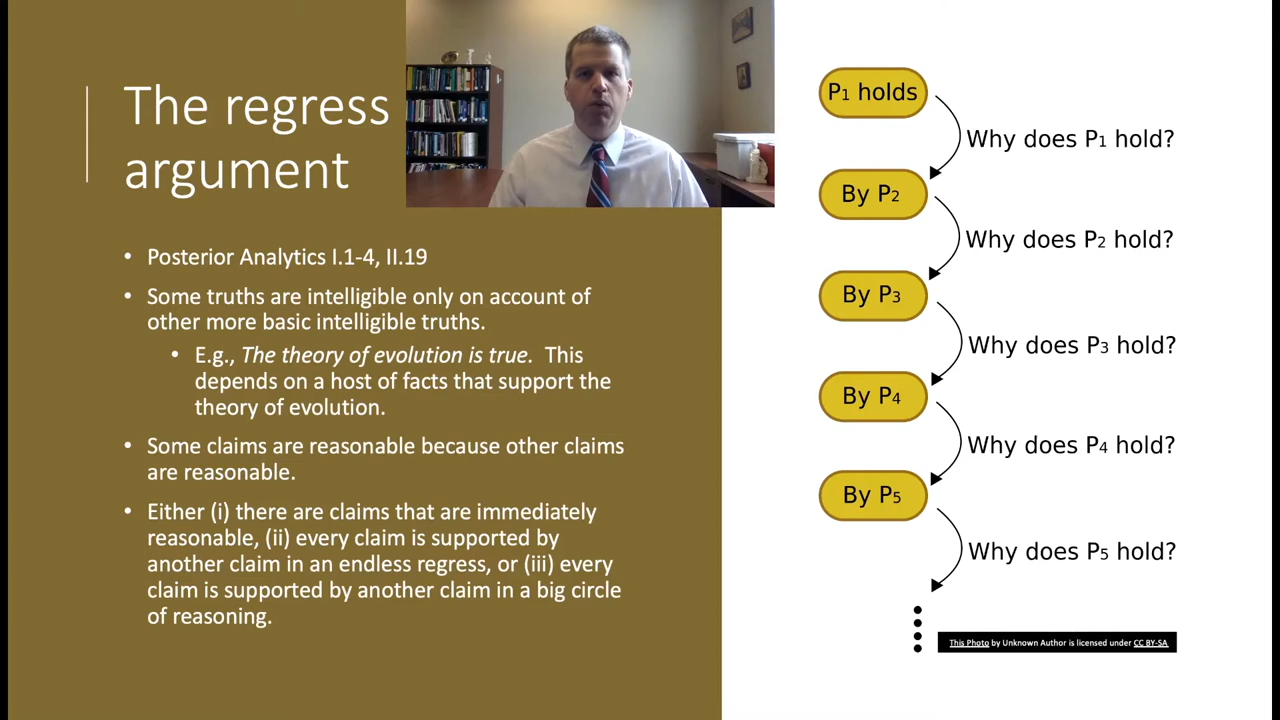 The regress
argument
• Posterior Analytics I.1-4, II.19
• Some truths are intelligible only on account of
other more basic intelligible truths.
• E.g., The theory of evolution is true. This
depends on a host of facts that support the
theory of evolution.
• Some claims are reasonable because other claims
are reasonable.
• Either (i) there are claims that are immediately
reasonable, (ii) every claim is supported by
another claim in an endless regress, or (iii) every
claim is supported by another claim in a big circle
of reasoning.
P1 holds
Why does P1 hold?
By P2
Why does P2 hold?
By P3
Why does P3 hold?
By P4
Why does P4 hold?
By P5
Why does P5 hold?
This Photo by Unknown Author is licensed under CC BY-SA